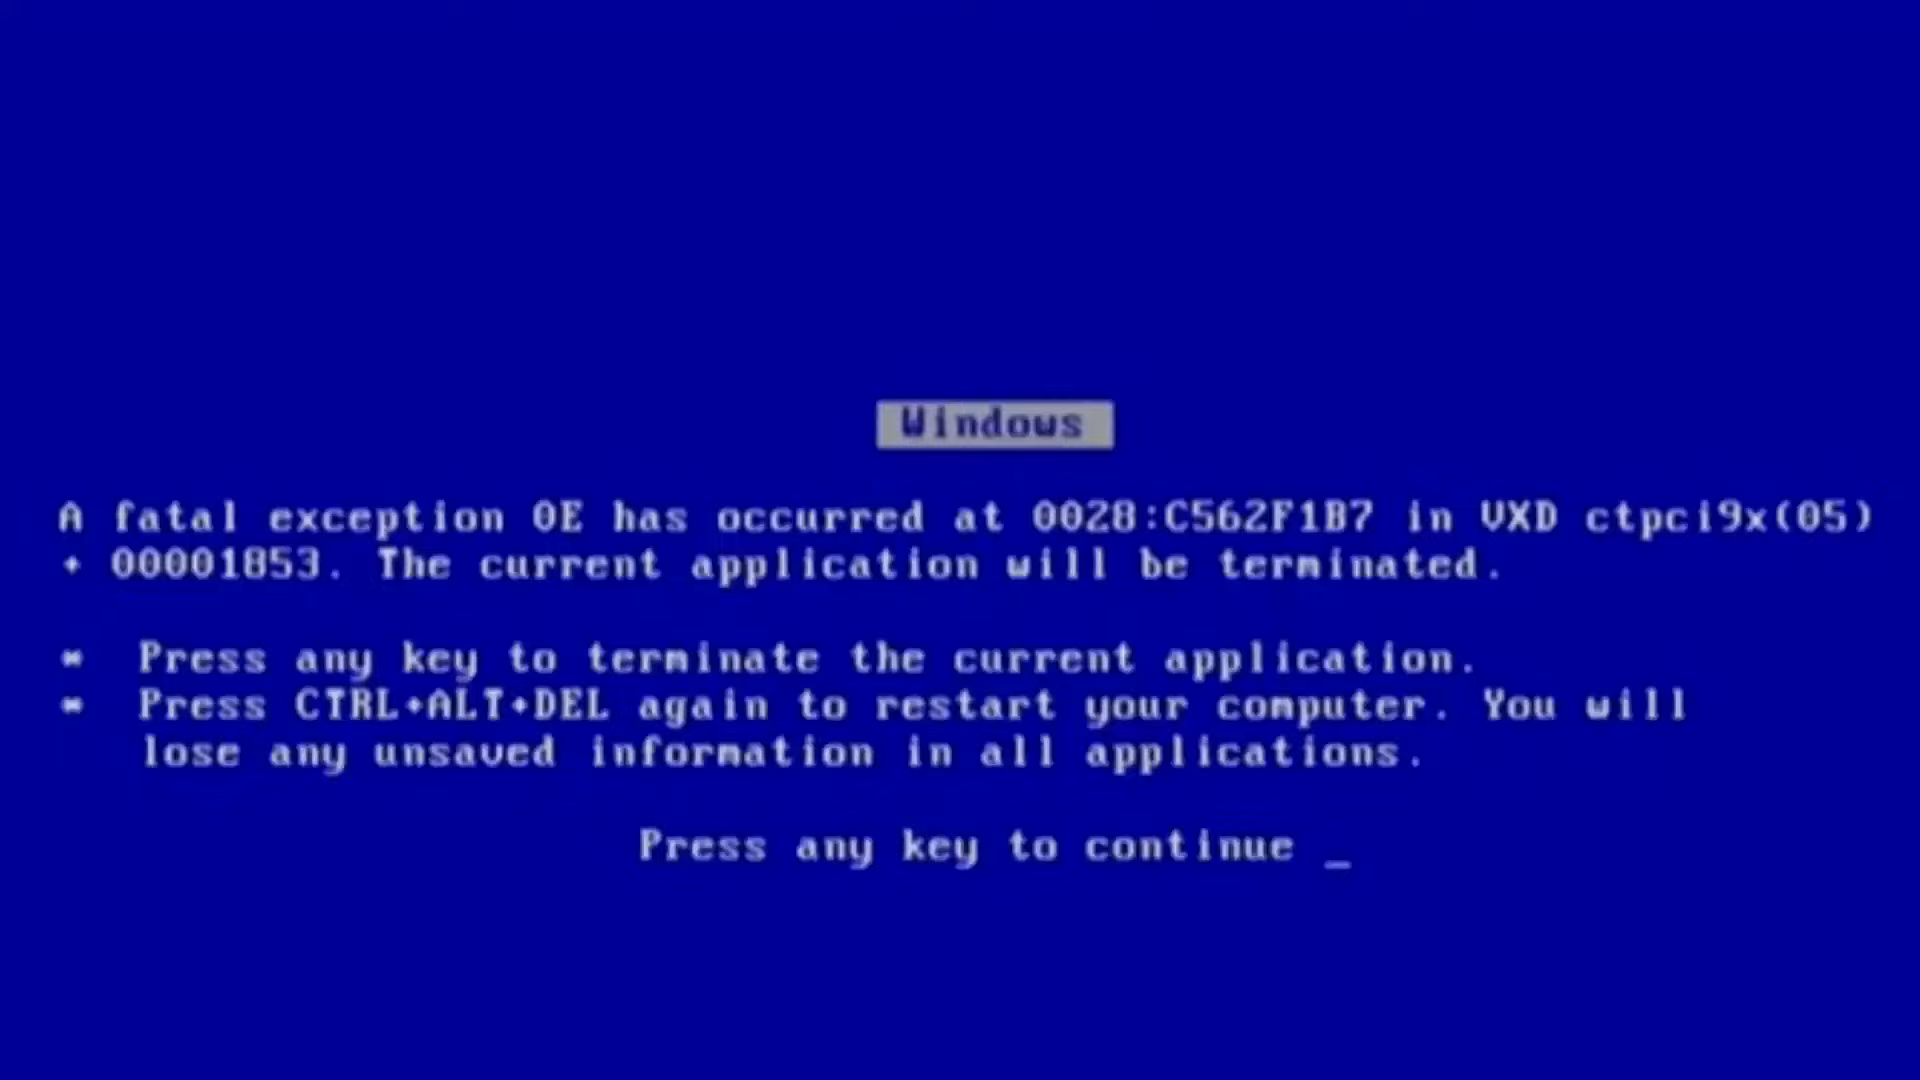 Windows
A fatal exception 0E has occurred at 0028:C562F1B7 in VXD ctpci9x(05)
+ 00001853. The current application will be terminated.
* Press any key to terminate the current application.
* Press CTRL+ALT+DEL again to restart your computer. You will
lose any unsaved information in all applications.
Press any key to continue _